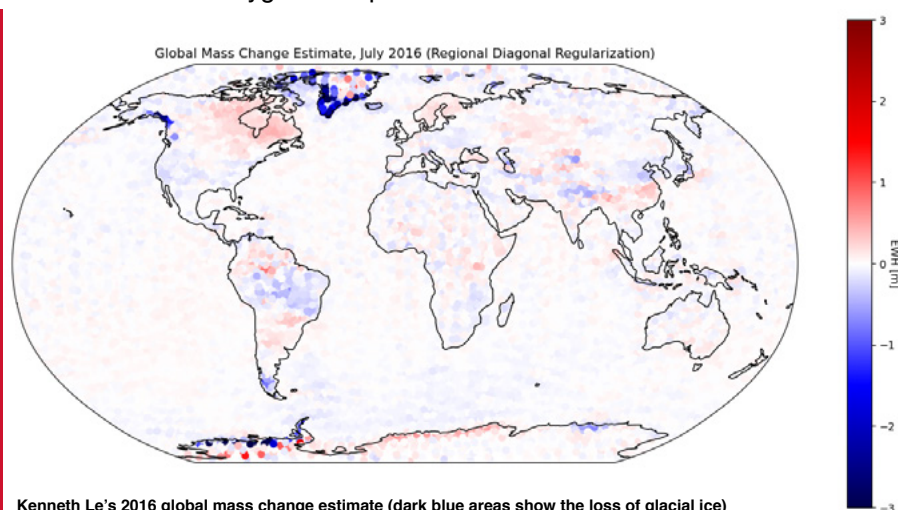 Global Mass Change Estimate, July 2016 (Regional Diagonal Regularization)
3
2
1
0
−1
−2
−3
EWH [m]
Kenneth Le's 2016 global mass change estimate (dark blue areas show the loss of glacial ice)